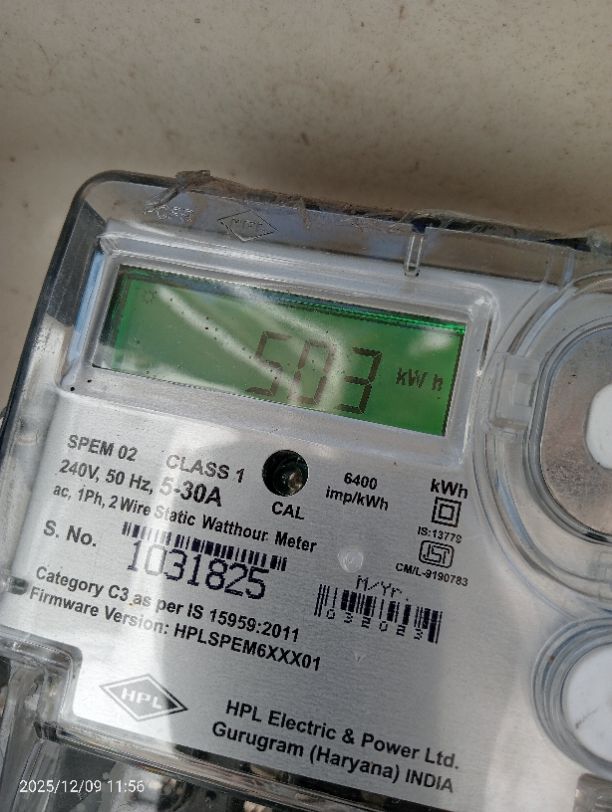 503 kWh
SPEM 02 CLASS 1
240V, 50 Hz, 5-30A
ac, 1Ph, 2 Wire Static Watthour Meter
CAL
6400
imp/kWh
kWh
IS:13779
ISI
CM/L-9190783
S. No.
1031825
M/Yr.
032023
Category C3 as per IS 15959:2011
Firmware Version: HPLSPEM6XXX01
HPL
HPL Electric & Power Ltd.
Gurugram (Haryana) INDIA
2025/12/09 11:56